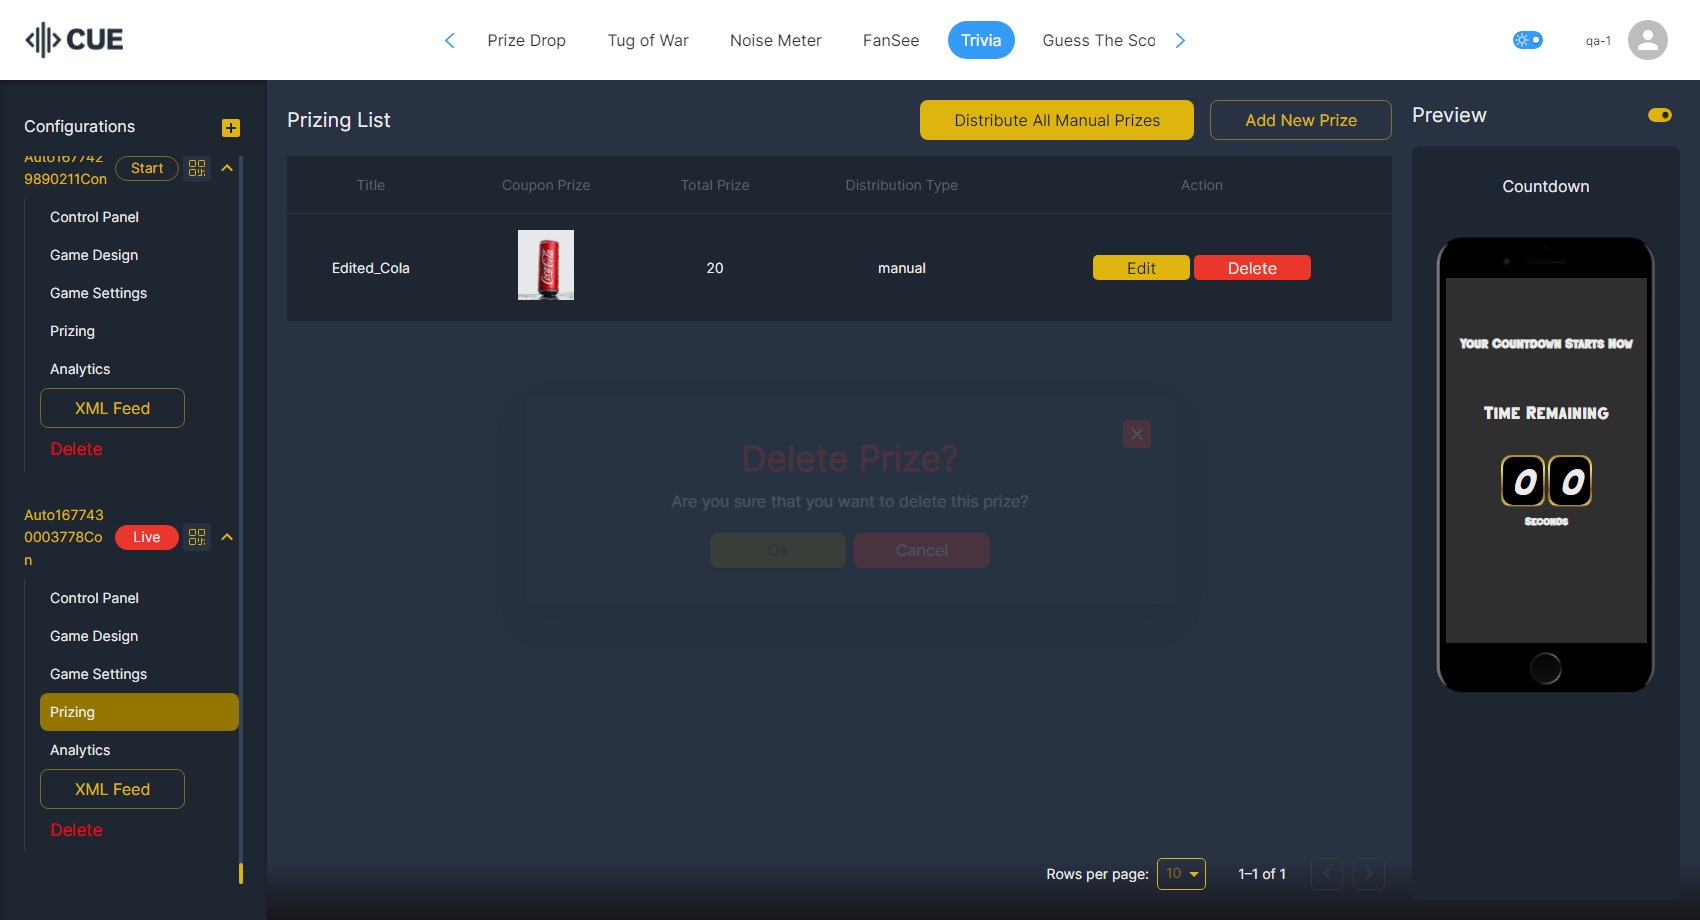 CUE
Prize Drop
Tug of War
Noise Meter
FanSee
Trivia
Guess The Sco
qa-1
Configurations
Auto167742
9890211Con
Start
Control Panel
Game Design
Game Settings
Prizing
Analytics
XML Feed
Delete
Auto167743
0003778Co
n
Live
Control Panel
Game Design
Game Settings
Prizing
Analytics
XML Feed
Delete
Prizing List
Distribute All Manual Prizes
Add New Prize
Title
Coupon Prize
Total Prize
Distribution Type
Action
Edited_Cola
Coca-Cola
20
manual
Edit
Delete
Delete Prize?
Are you sure that you want to delete this prize?
Ok
Cancel
Rows per page:
10
1–1 of 1
Preview
Countdown
Your Countdown Starts Now
Time Remaining
0 0
Seconds